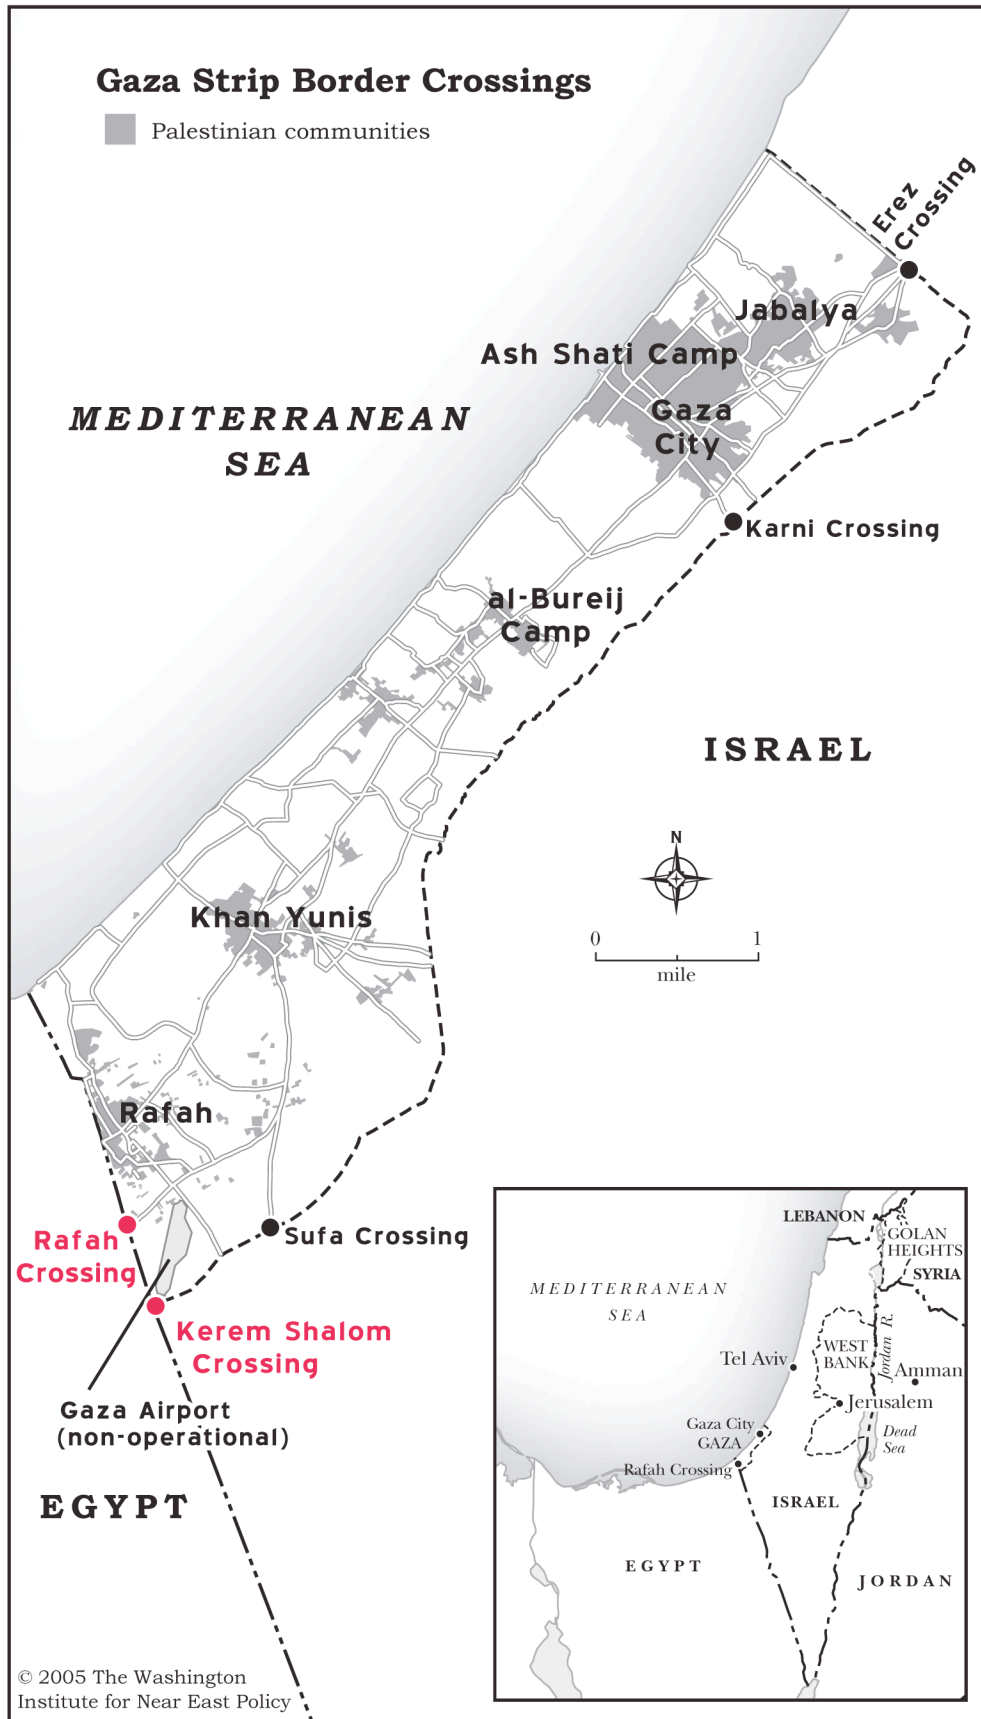 Gaza Strip Border Crossings
Palestinian communities
Erez
Crossing
Jabalya
Ash Shati Camp
Gaza
City
MEDITERRANEAN
SEA
Karni Crossing
al-Bureij
Camp
ISRAEL
N
0 1
mile
Khan Yunis
Rafah
Rafah
Crossing
Sufa Crossing
Kerem Shalom
Crossing
Gaza Airport
(non-operational)
EGYPT
© 2005 The Washington
Institute for Near East Policy
LEBANON
GOLAN
HEIGHTS
SYRIA
MEDITERRANEAN
SEA
WEST
BANK
Jordan R.
Tel Aviv
Amman
Jerusalem
Gaza City
GAZA
Dead
Sea
Rafah Crossing
ISRAEL
EGYPT
JORDAN